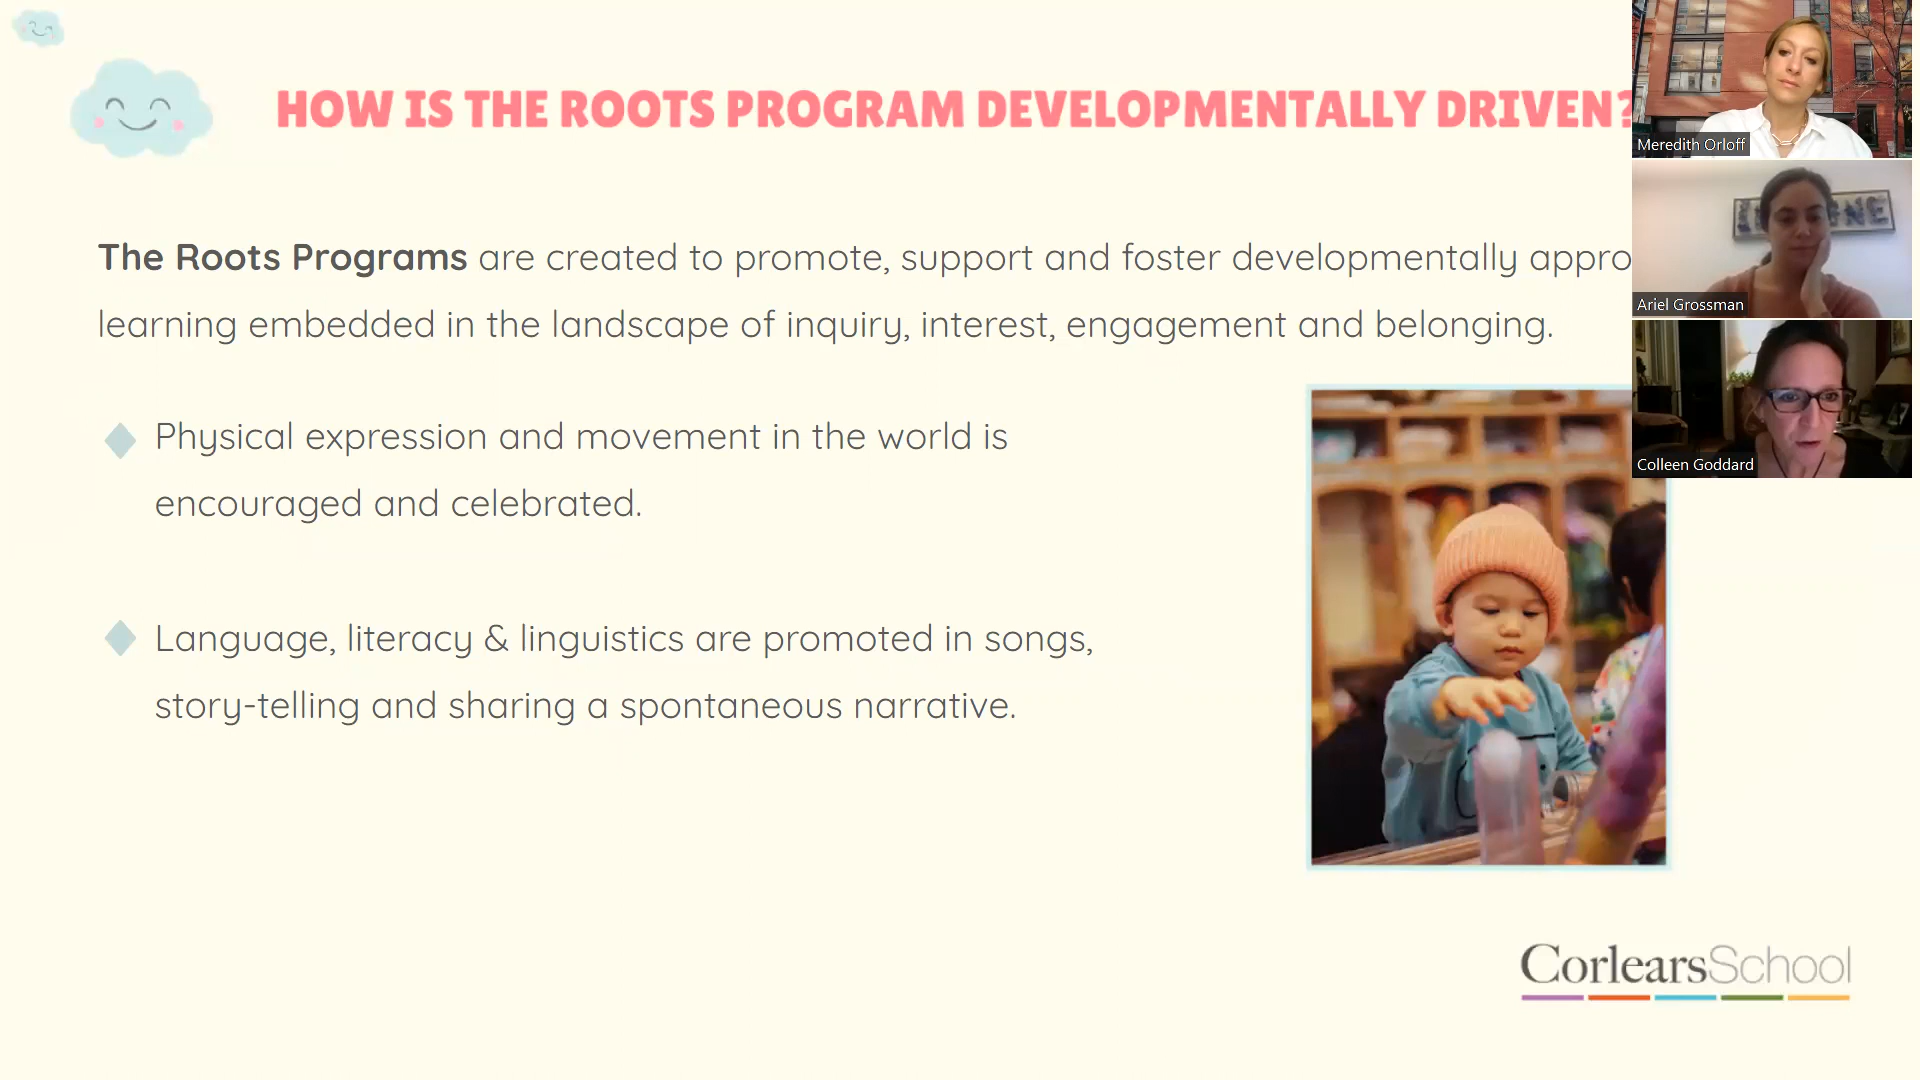 HOW IS THE ROOTS PROGRAM DEVELOPMENTALLY DRIVEN?
The Roots Programs are created to promote, support and foster developmentally appro
learning embedded in the landscape of inquiry, interest, engagement and belonging.
Physical expression and movement in the world is
encouraged and celebrated.
Language, literacy & linguistics are promoted in songs,
story-telling and sharing a spontaneous narrative.
Meredith Orloff
Ariel Grossman
Colleen Goddard
CorlearsSchool